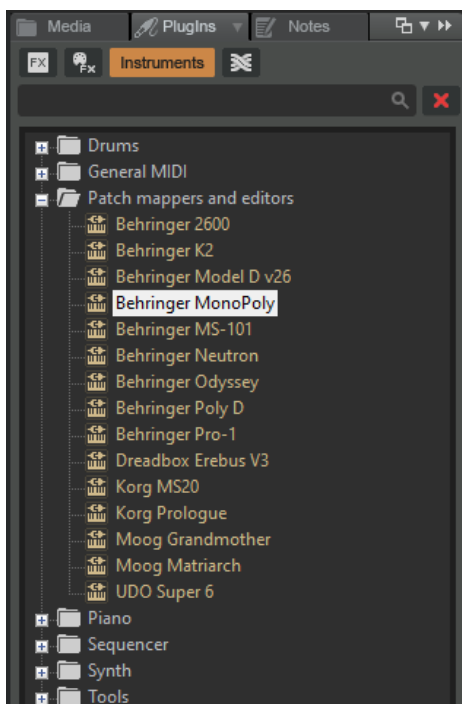 Media PlugIns Notes
FX Fx Instruments
Drums
General MIDI
Patch mappers and editors
Behringer 2600
Behringer K2
Behringer Model D v26
Behringer MonoPoly
Behringer MS-101
Behringer Neutron
Behringer Odyssey
Behringer Poly D
Behringer Pro-1
Dreadbox Erebus V3
Korg MS20
Korg Prologue
Moog Grandmother
Moog Matriarch
UDO Super 6
Piano
Sequencer
Synth
Tools